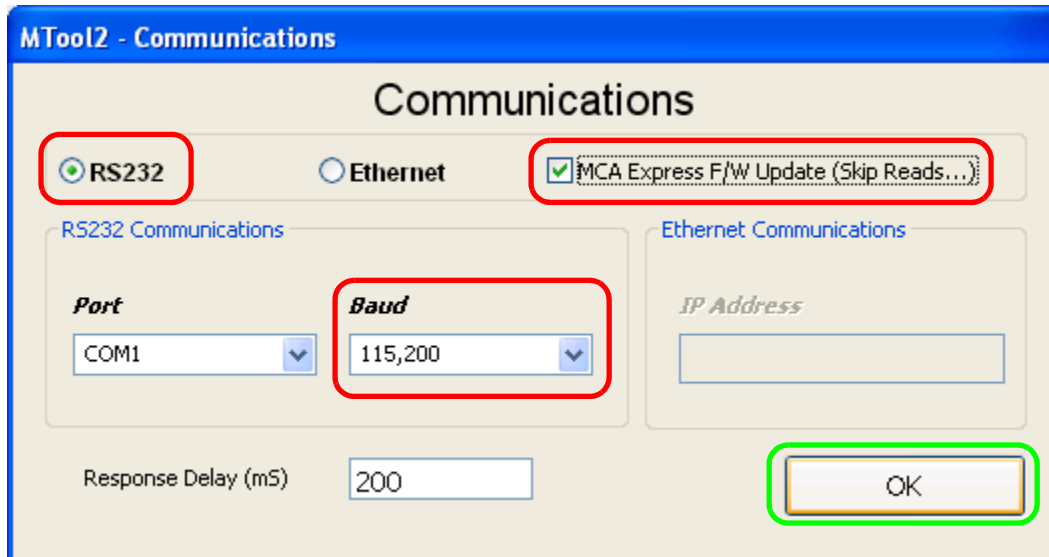 MTool2 - Communications
Communications
RS232
Ethernet
MCA Express F/W Update (Skip Reads...)
RS232 Communications
Ethernet Communications
Port
Baud
IP Address
COM1
115,200
Response Delay (mS)
200
OK